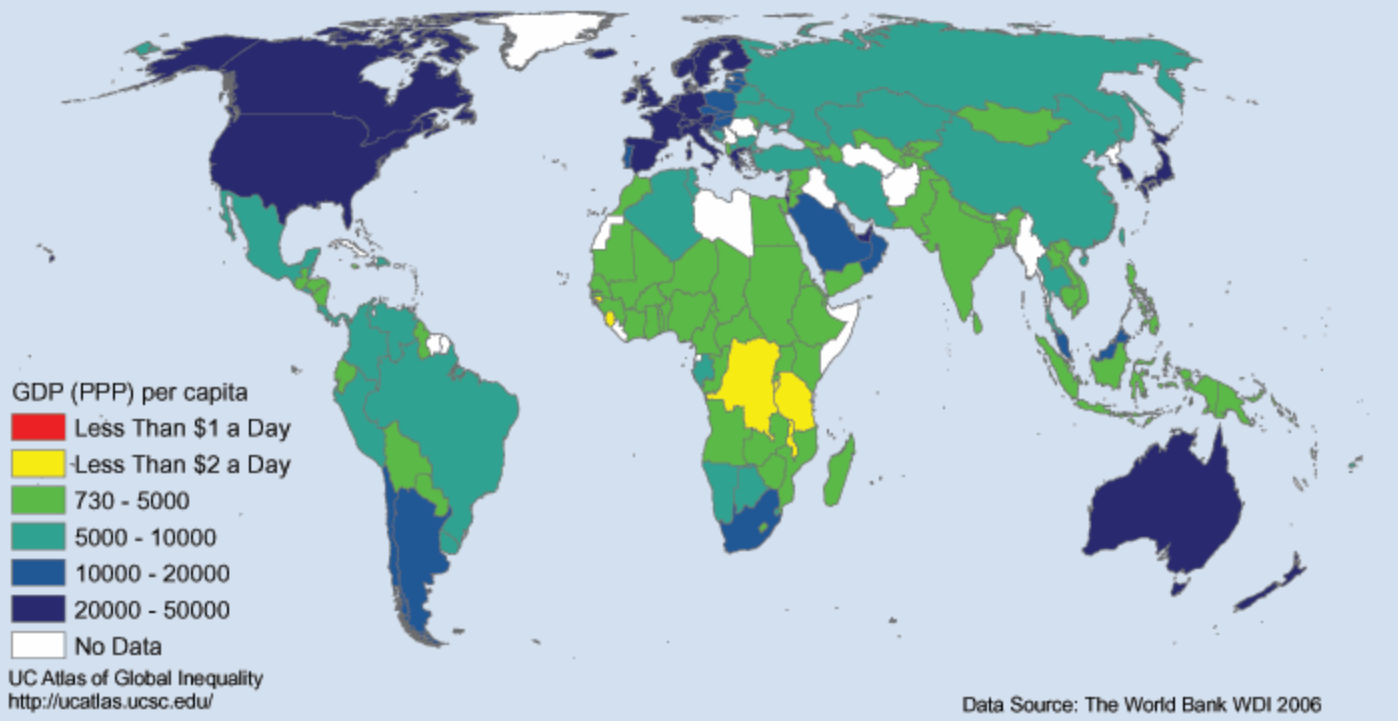 GDP (PPP) per capita
Less Than $1 a Day
Less Than $2 a Day
730 - 5000
5000 - 10000
10000 - 20000
20000 - 50000
No Data
UC Atlas of Global Inequality
http://ucatlas.ucsc.edu/
Data Source: The World Bank WDI 2006